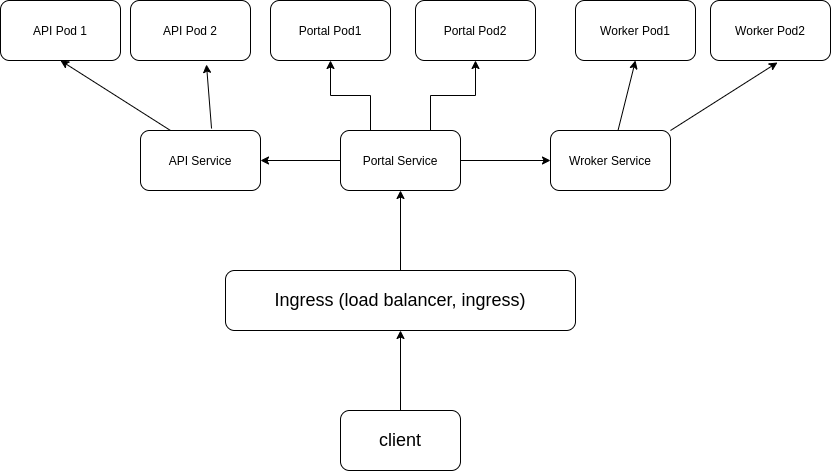 API Pod 1
API Pod 2
Portal Pod1
Portal Pod2
Worker Pod1
Worker Pod2
API Service
Portal Service
Wroker Service
Ingress (load balancer, ingress)
client